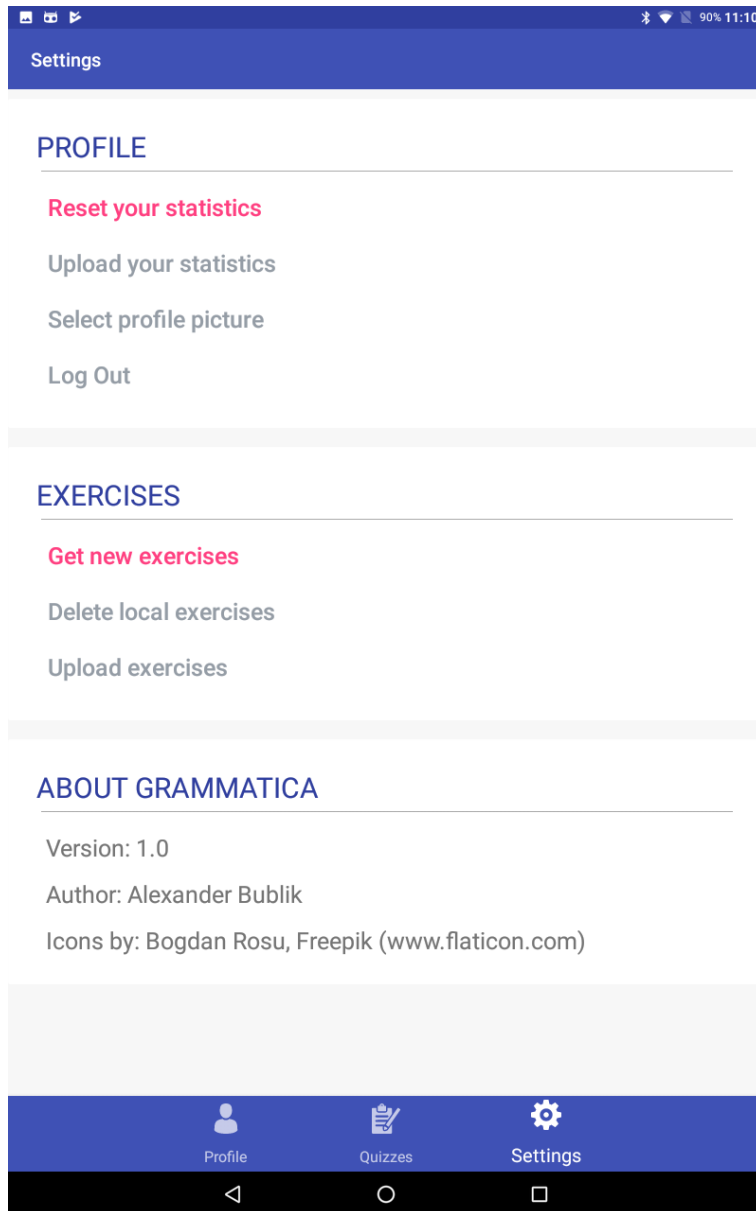 90% 11:10
Settings
PROFILE
Reset your statistics
Upload your statistics
Select profile picture
Log Out
EXERCISES
Get new exercises
Delete local exercises
Upload exercises
ABOUT GRAMMATICA
Version: 1.0
Author: Alexander Bublik
Icons by: Bogdan Rosu, Freepik (www.flaticon.com)
Profile Quizzes Settings